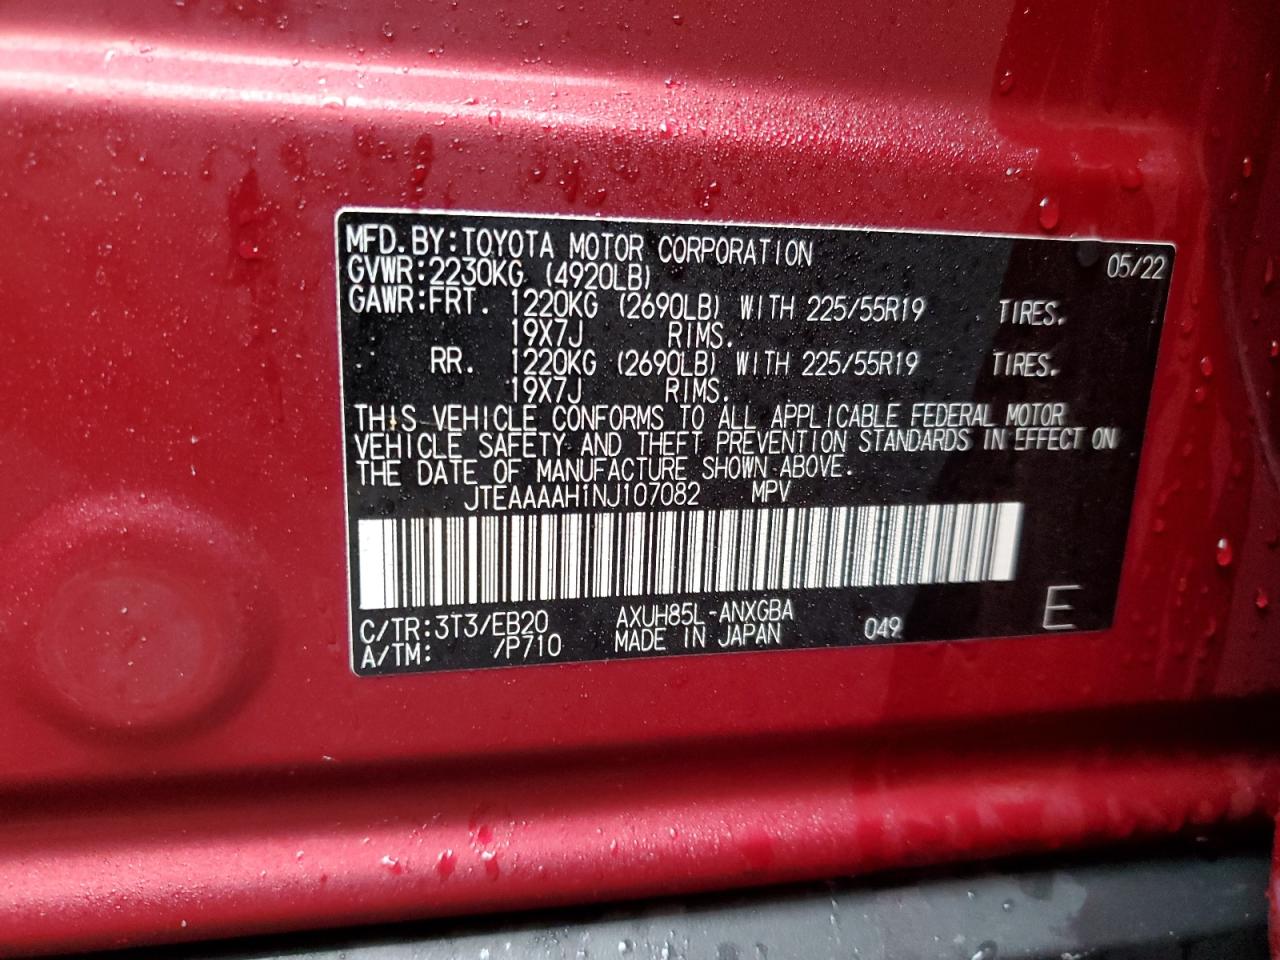 MFD.BY:TOYOTA MOTOR CORPORATION 05/22
GVWR:2230KG (4920LB)
GAWR:FRT. 1220KG (2690LB) WITH 225/55R19 TIRES.
19X7J RIMS.
RR. 1220KG (2690LB) WITH 225/55R19 TIRES.
19X7J RIMS.
THIS VEHICLE CONFORMS TO ALL APPLICABLE FEDERAL MOTOR
VEHICLE SAFETY AND THEFT PREVENTION STANDARDS IN EFFECT ON
THE DATE OF MANUFACTURE SHOWN ABOVE.
JTEAAAAH1NJ107082 MPV
C/TR:3T3/EB20 AXUH85L-ANXGBA 049 E
A/TM: /P710 MADE IN JAPAN